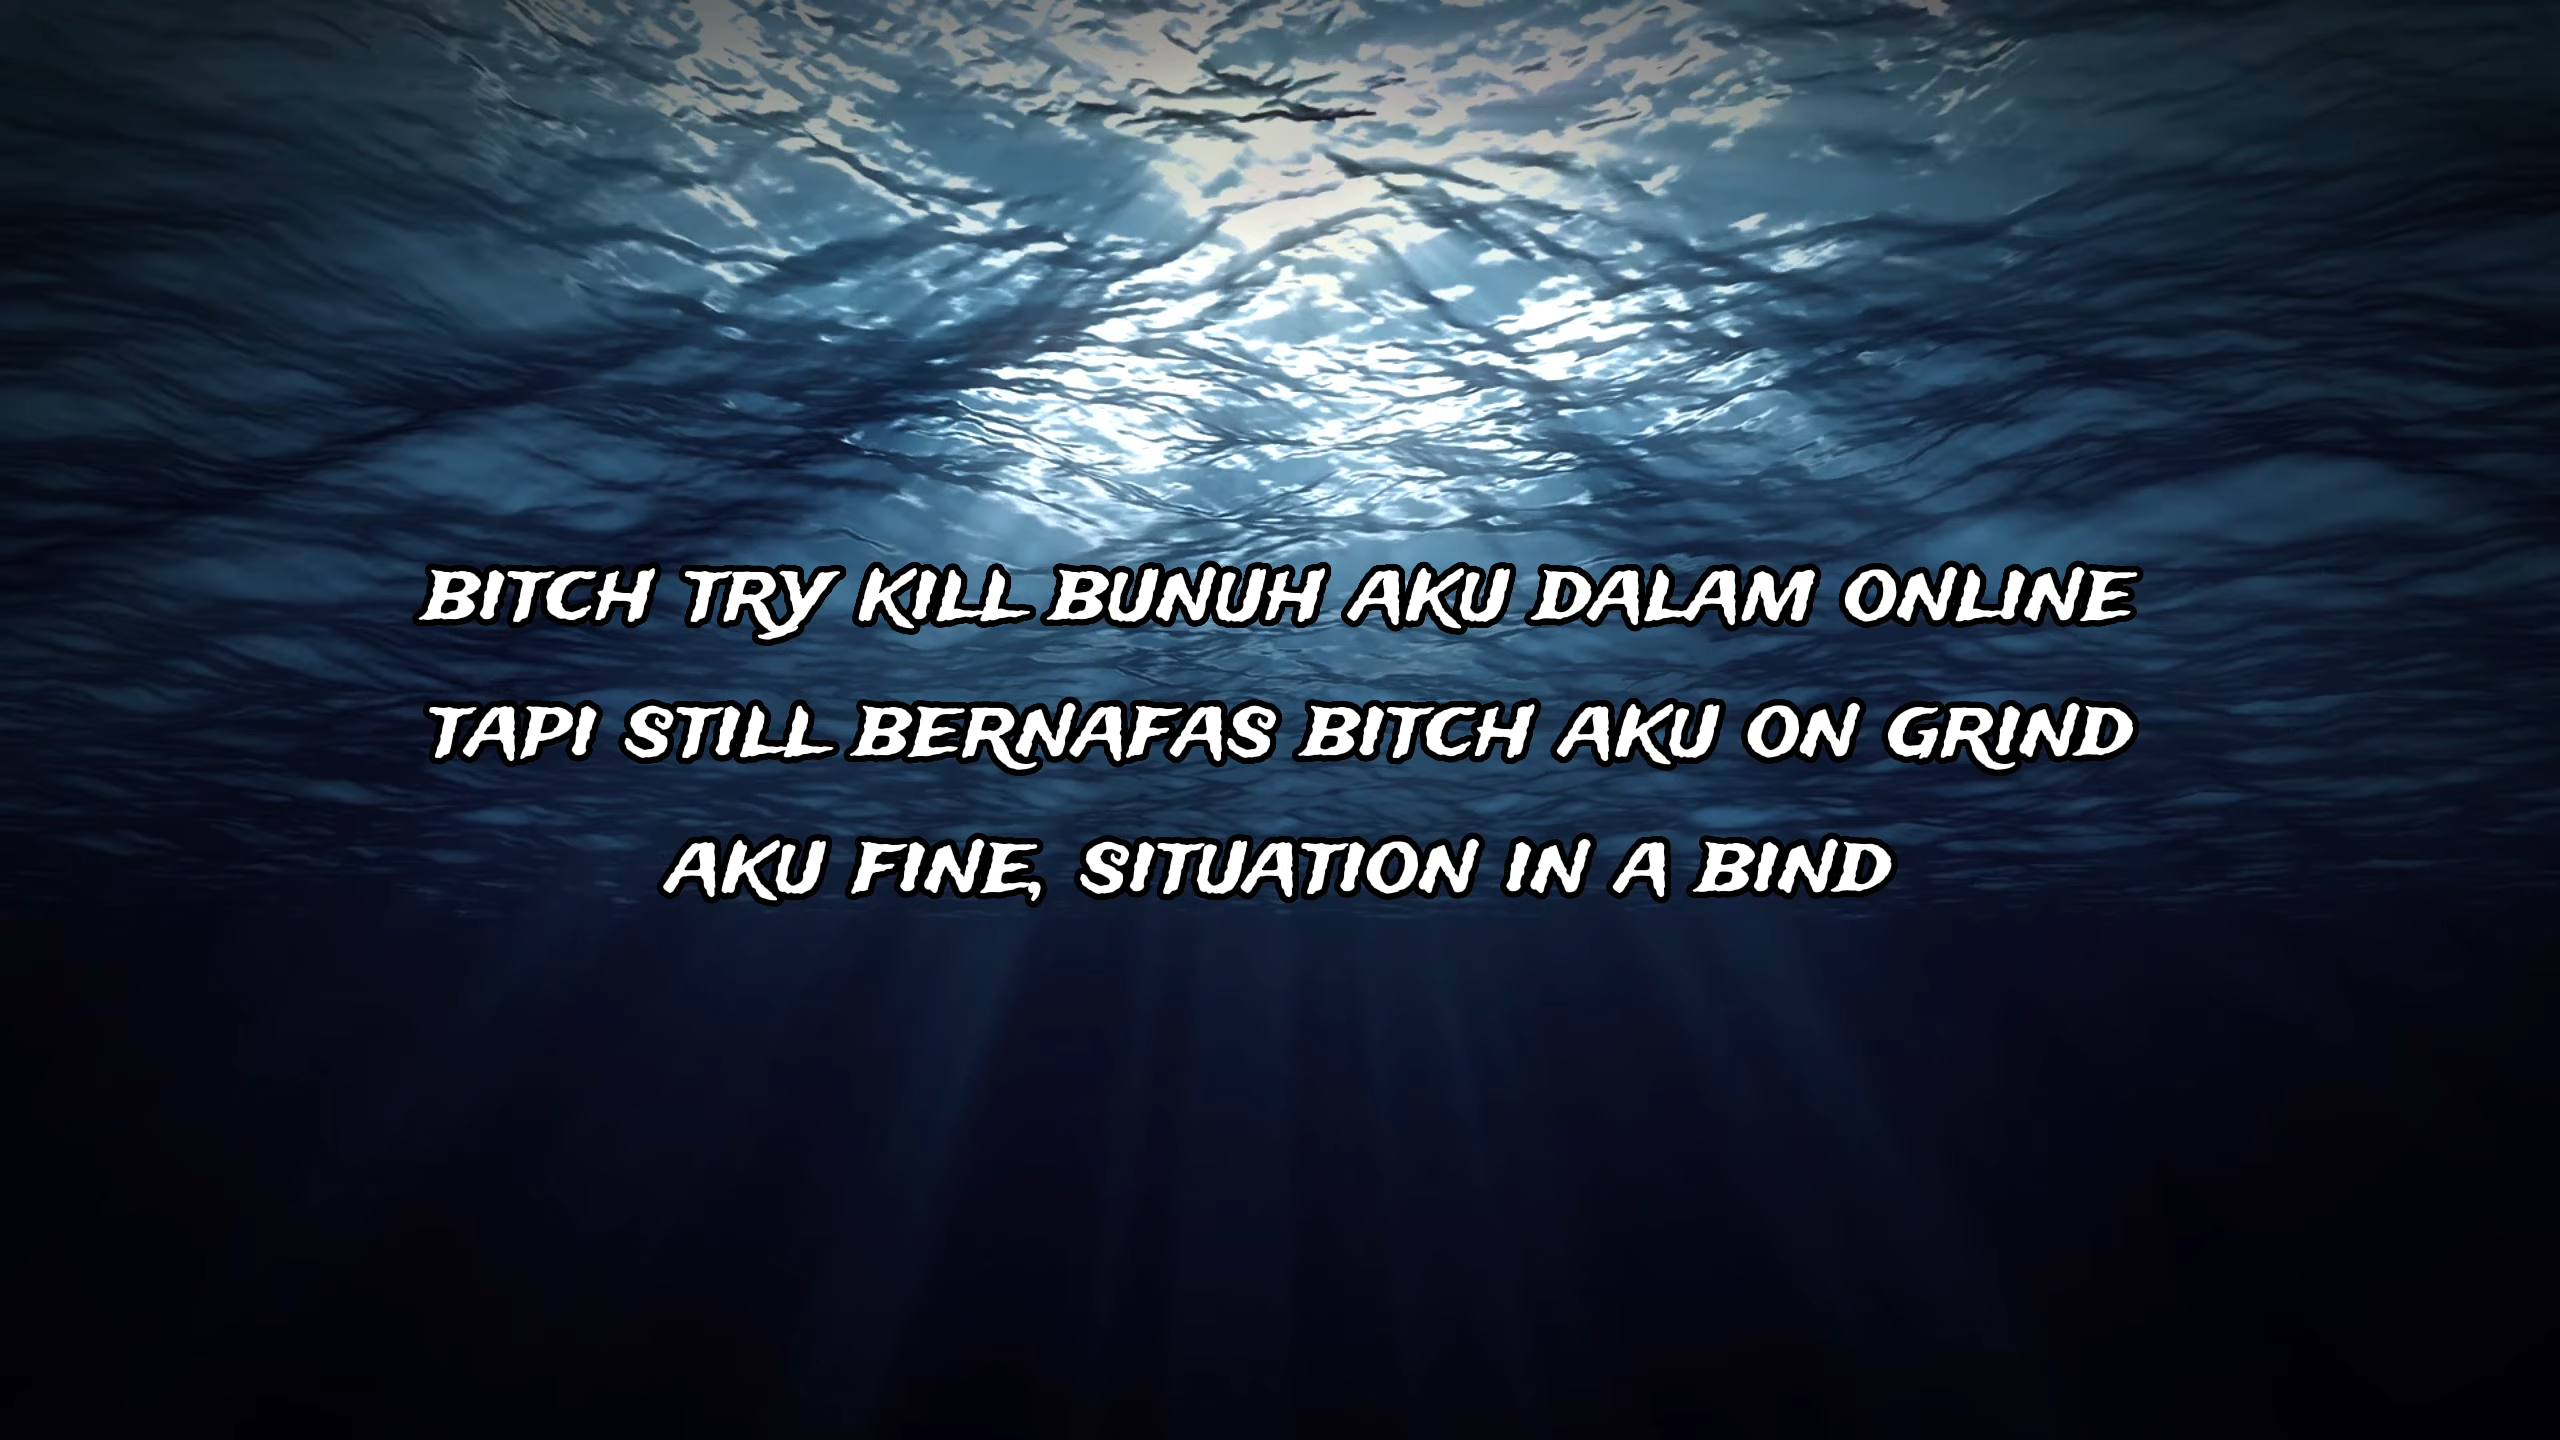 BITCH TRY KILL BUNUH AKU DALAM ONLINE
TAPI STILL BERNAFAS BITCH AKU ON GRIND
AKU FINE, SITUATION IN A BIND